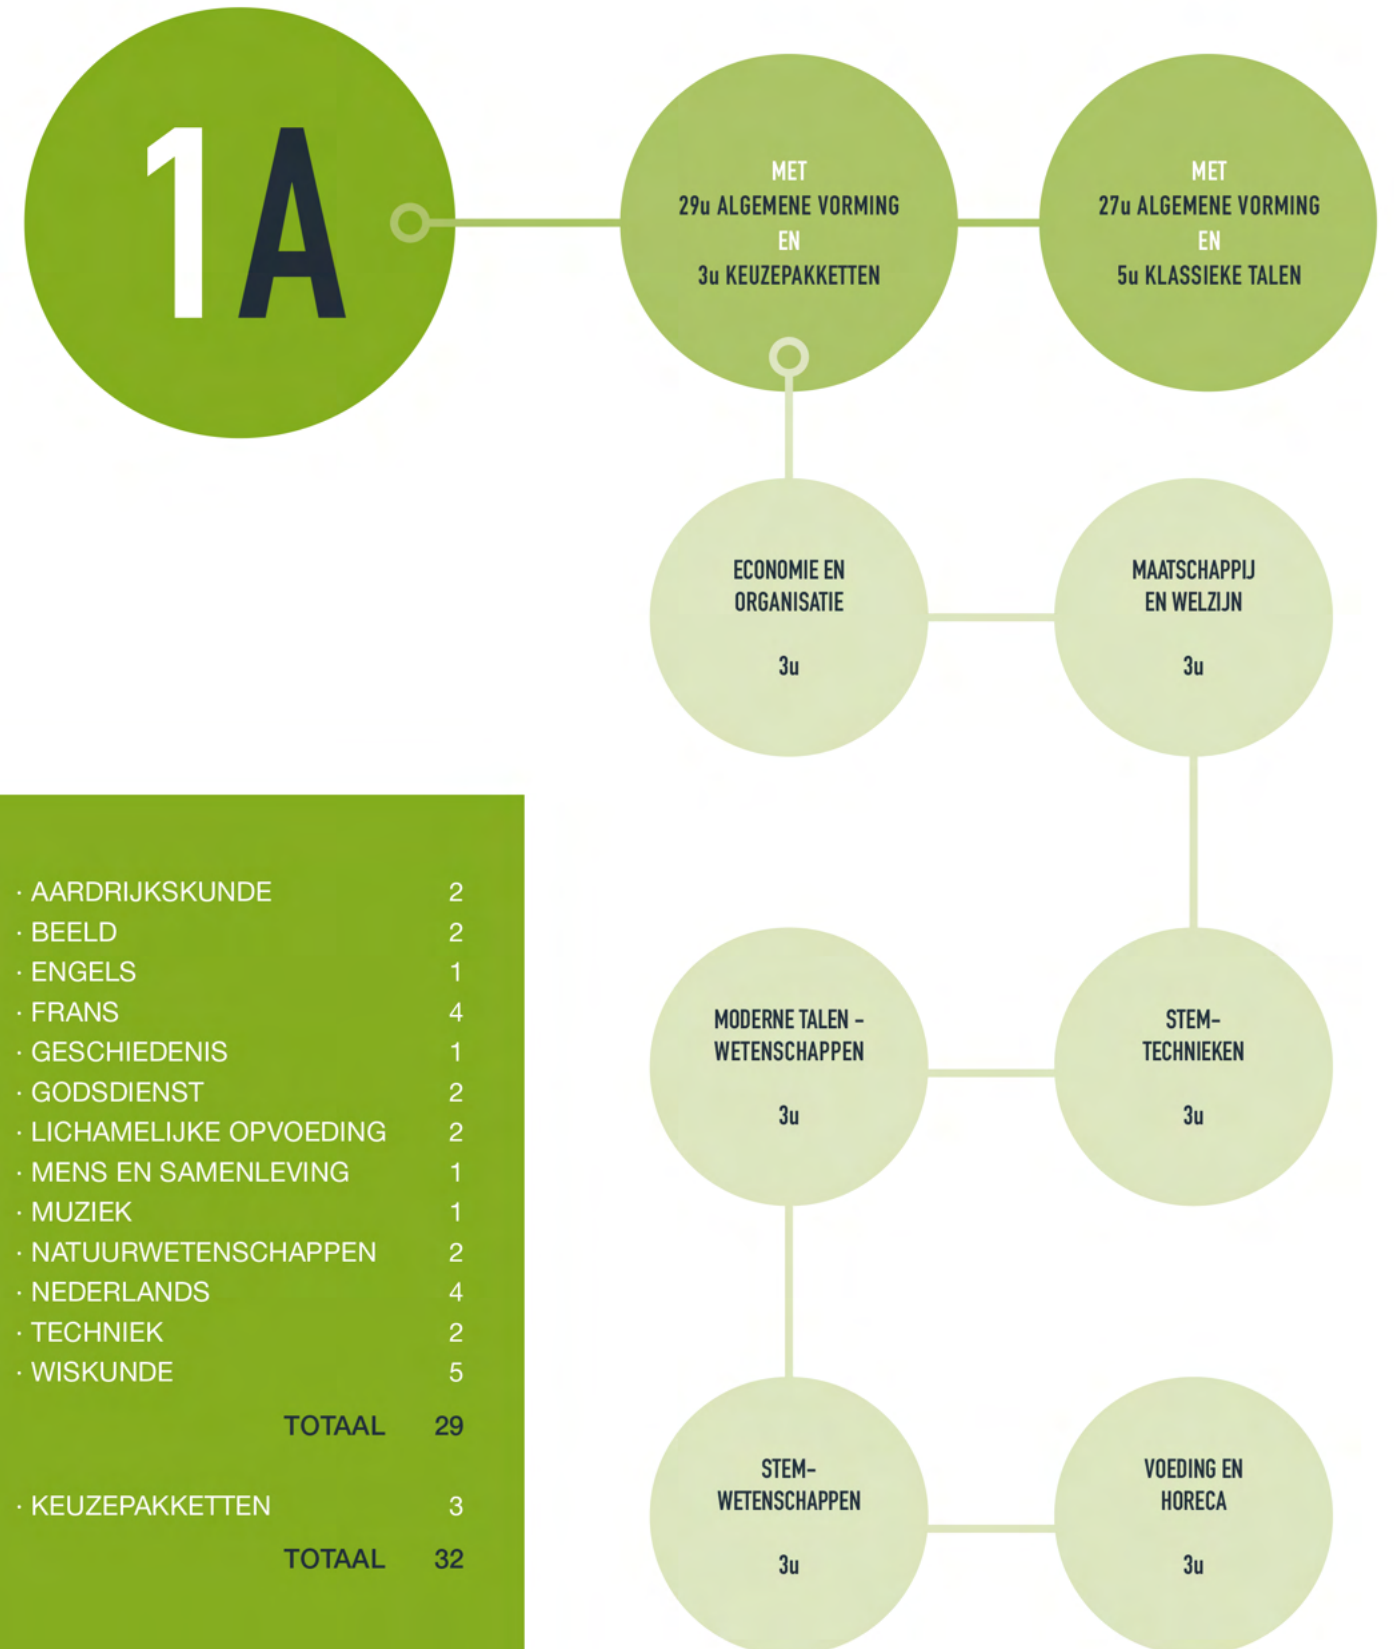 1A
MET
29u ALGEMENE VORMING
EN
3u KEUZEPAKKETTEN
MET
27u ALGEMENE VORMING
EN
5u KLASSIEKE TALEN
ECONOMIE EN
ORGANISATIE
3u
MAATSCHAPPIJ
EN WELZIJN
3u
MODERNE TALEN -
WETENSCHAPPEN
3u
STEM-
TECHNIEKEN
3u
STEM-
WETENSCHAPPEN
3u
VOEDING EN
HORECA
3u
· AARDRIJKSKUNDE 2
· BEELD 2
· ENGELS 1
· FRANS 4
· GESCHIEDENIS 1
· GODSDIENST 2
· LICHAMELIJKE OPVOEDING 2
· MENS EN SAMENLEVING 1
· MUZIEK 1
· NATUURWETENSCHAPPEN 2
· NEDERLANDS 4
· TECHNIEK 2
· WISKUNDE 5
TOTAAL 29
· KEUZEPAKKETTEN 3
TOTAAL 32